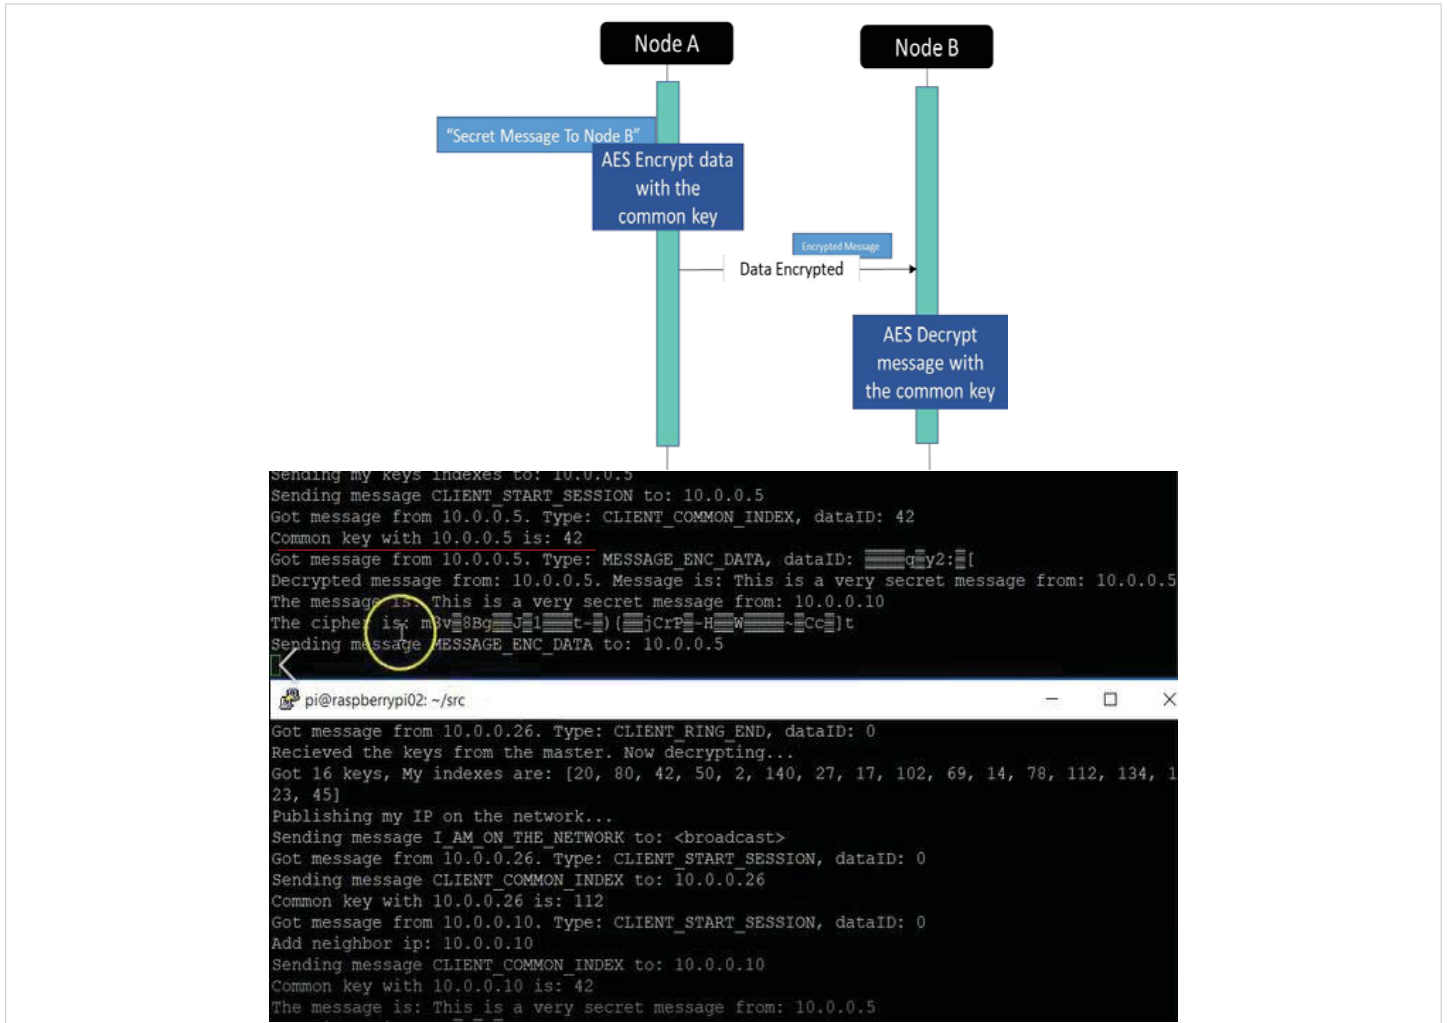 Node A
Node B
"Secret Message To Node B"
AES Encrypt data
with the
common key
Encrypted Message
Data Encrypted
AES Decrypt
message with
the common key
Sending my keys indexes to: 10.0.0.5
Sending message CLIENT_START_SESSION to: 10.0.0.5
Got message from 10.0.0.5. Type: CLIENT_COMMON_INDEX, dataID: 42
Common key with 10.0.0.5 is: 42
Got message from 10.0.0.5. Type: MESSAGE_ENC_DATA, dataID:
Decrypted message from: 10.0.0.5. Message is: This is a very secret message from: 10.0.0.5
The message is: This is a very secret message from: 10.0.0.10
The cipher is:
Sending message MESSAGE_ENC_DATA to: 10.0.0.5
pi@raspberrypi02: ~/src
Got message from 10.0.0.26. Type: CLIENT_RING_END, dataID: 0
Recieved the keys from the master. Now decrypting...
Got 16 keys, My indexes are: [20, 80, 42, 50, 2, 140, 27, 17, 102, 69, 14, 78, 112, 134, 1
23, 45]
Publishing my IP on the network...
Sending message I_AM_ON_THE_NETWORK to: <broadcast>
Got message from 10.0.0.26. Type: CLIENT_START_SESSION, dataID: 0
Sending message CLIENT_COMMON_INDEX to: 10.0.0.26
Common key with 10.0.0.26 is: 112
Got message from 10.0.0.10. Type: CLIENT_START_SESSION, dataID: 0
Add neighbor ip: 10.0.0.10
Sending message CLIENT_COMMON_INDEX to: 10.0.0.10
Common key with 10.0.0.10 is: 42
The message is: This is a very secret message from: 10.0.0.5